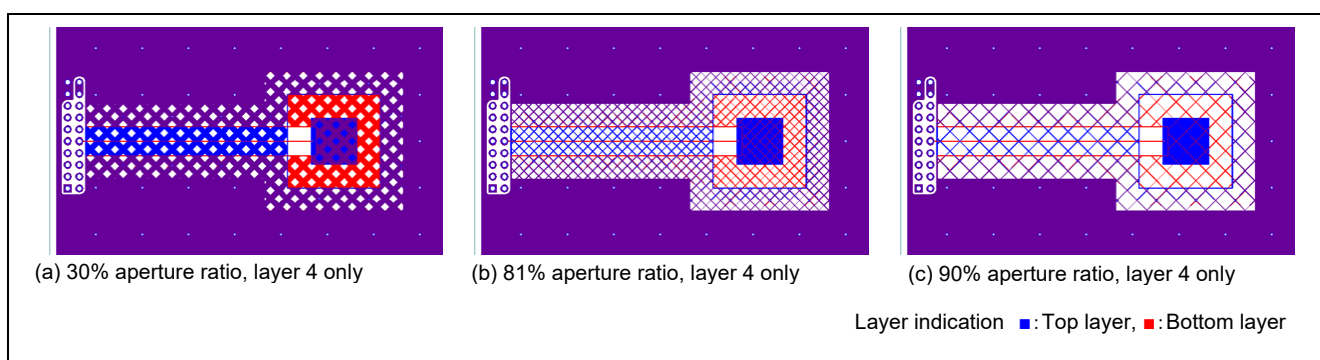 (a) 30% aperture ratio, layer 4 only
(b) 81% aperture ratio, layer 4 only
(c) 90% aperture ratio, layer 4 only
Layer indication ■:Top layer, ■:Bottom layer